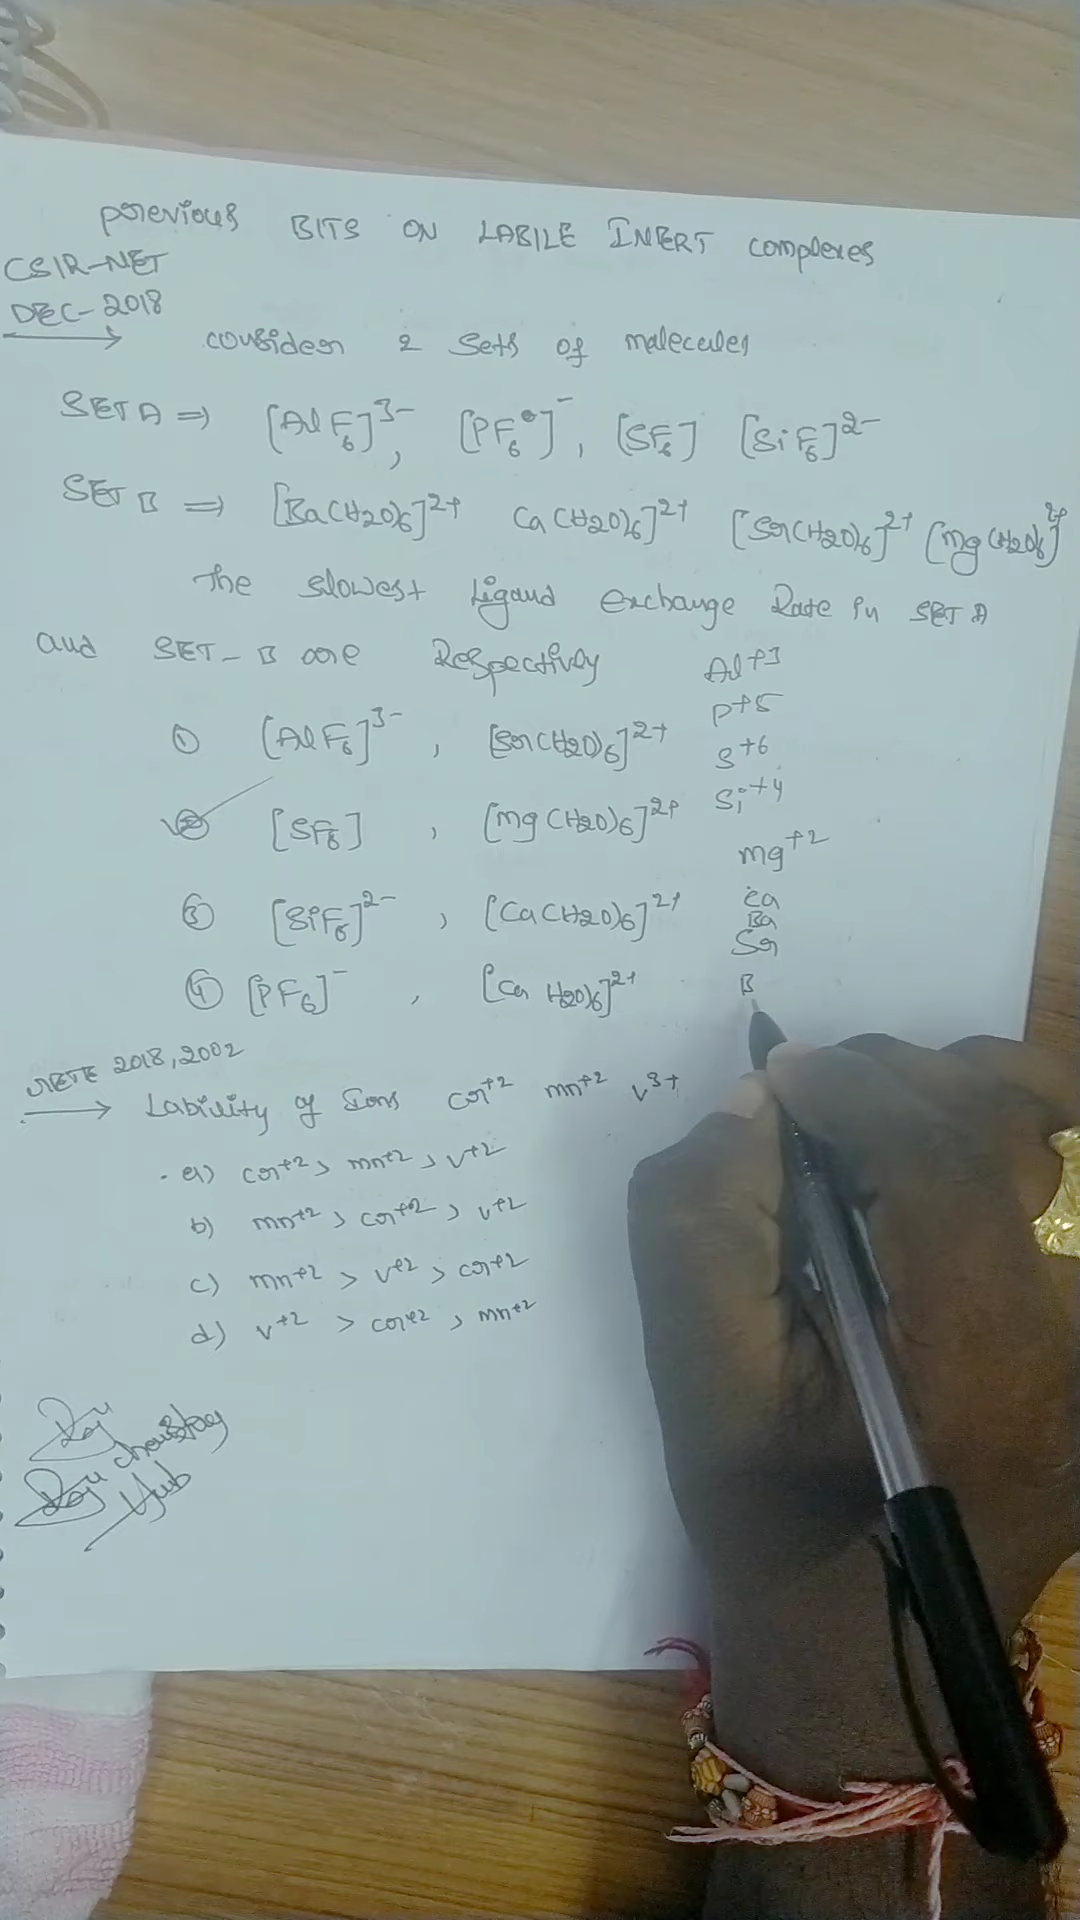 previous BITS ON LABILE INERT complexes
CSIR-NET
DEC-2018
→ consider 2 Sets of molecules
SET A ⇒ [AlF6]3-, [PF6]-, [SF6] [SiF6]2-
SET B ⇒ [Ba(H2O)6]2+ Ca(H2O)6]2+ [Sr(H2O)6]2+ [mg(H2O)6]2+
The slowest Ligand exchange Rate in SET A
and SET-B are Respectively
Al+3
P+5
① [AlF6]3-, [Sr(H2O)6]2+
S+6
Si+4
② [SF6], [mg(H2O)6]2+
mg+2
③ [SiF6]2-, [Ca(H2O)6]2+
Ca
Ba
Sr
④ [PF6]-, [Ca H2O)6]2+
B
2018, 2002
→ Lability of Ions Cr+2 mn+2 V3+
a) Cr+2 > mn+2 > V+2
b) mn+2 > Cr+2 > V+2
c) mn+2 > V+2 > Cr+2
d) V+2 > Cr+2 > mn+2
Raju
Raju